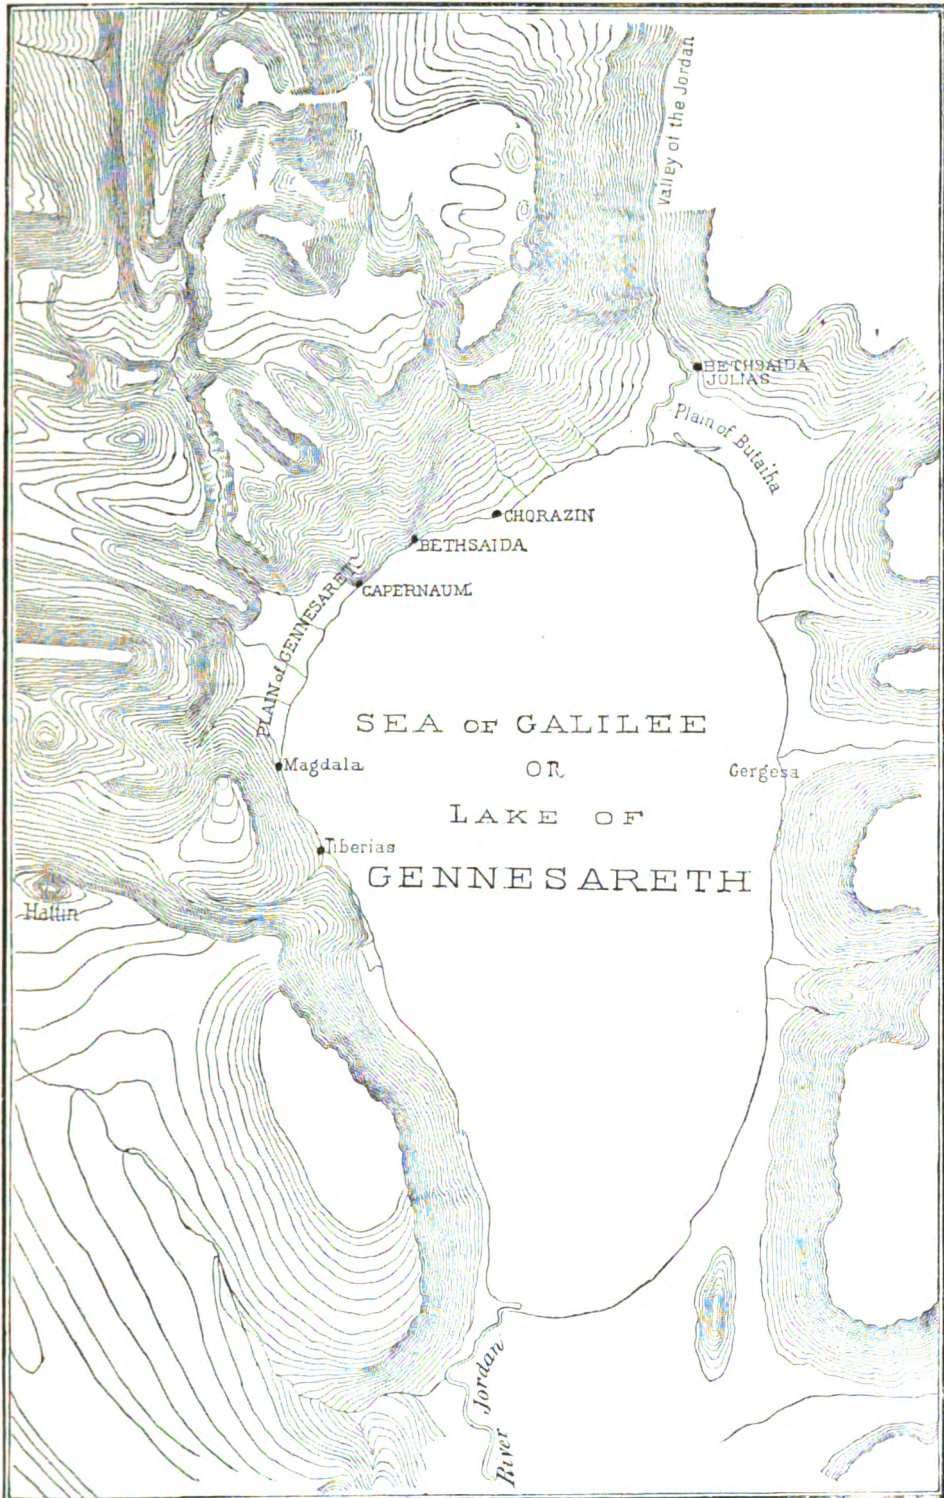 Valley of the Jordan
BETHSAIDA
JULIAS
Plain of Butaiha
CHORAZIN
BETHSAIDA
CAPERNAUM
PLAIN of GENNESARET
SEA OF GALILEE
OR
LAKE OF
GENNESARETH
Magdala
Gergesa
Tiberias
Hattin
River Jordan